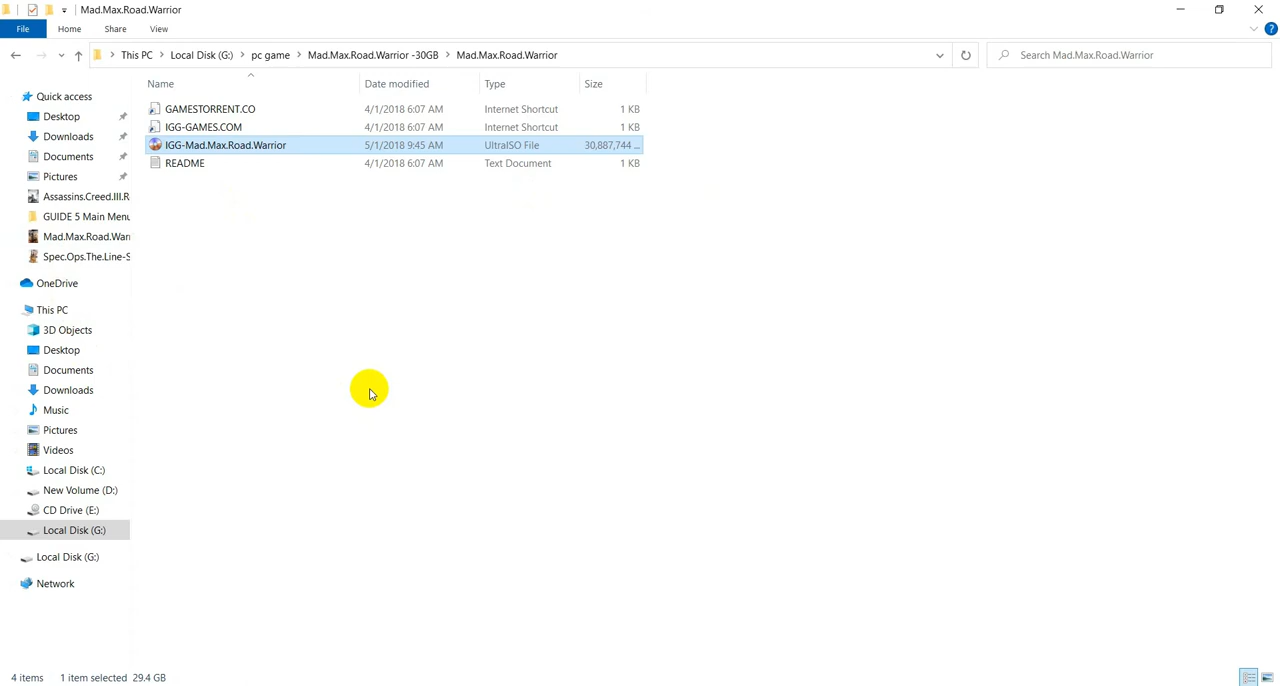 Mad.Max.Road.Warrior
File Home Share View
This PC Local Disk (G:) pc game Mad.Max.Road.Warrior -30GB Mad.Max.Road.Warrior Search Mad.Max.Road.Warrior
Name Date modified Type Size
GAMESTORRENT.CO 4/1/2018 6:07 AM Internet Shortcut 1 KB
IGG-GAMES.COM 4/1/2018 6:07 AM Internet Shortcut 1 KB
IGG-Mad.Max.Road.Warrior 5/1/2018 9:45 AM UltraISO File 30,887,744 ...
README 4/1/2018 6:07 AM Text Document 1 KB
Quick access
Desktop
Downloads
Documents
Pictures
Assassins.Creed.III.R
GUIDE 5 Main Menu
Mad.Max.Road.Warr
Spec.Ops.The.Line-S
OneDrive
This PC
3D Objects
Desktop
Documents
Downloads
Music
Pictures
Videos
Local Disk (C:)
New Volume (D:)
CD Drive (E:)
Local Disk (G:)
Local Disk (G:)
Network
4 items 1 item selected 29.4 GB